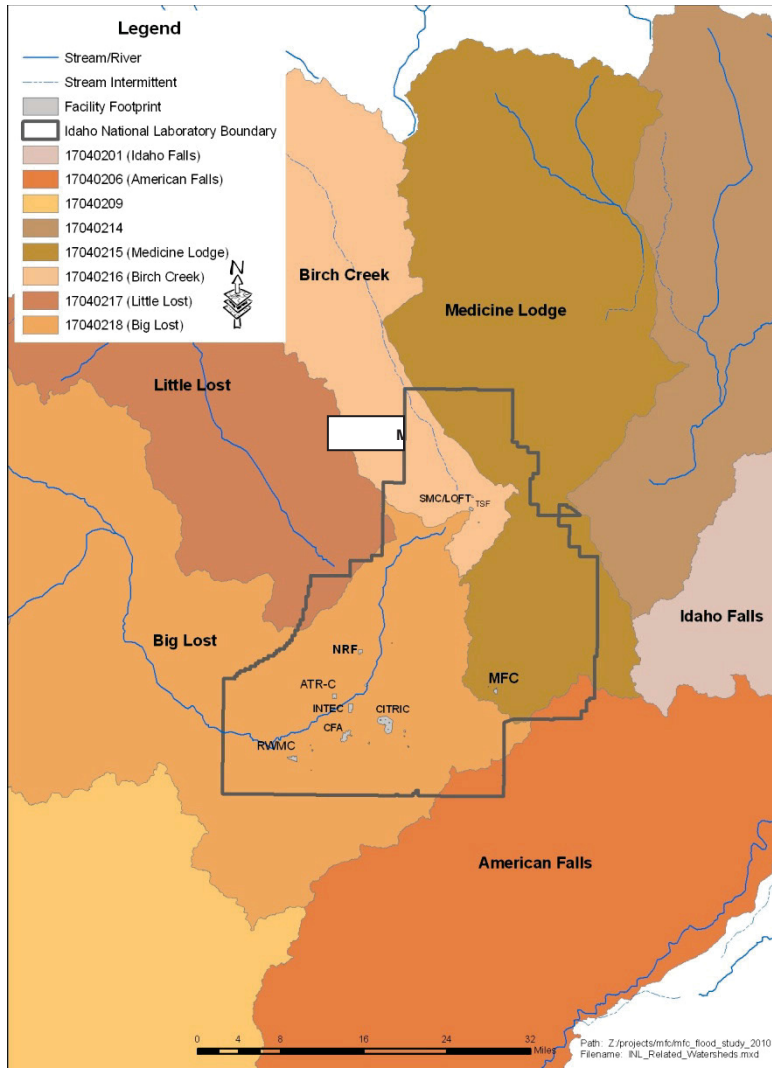 Legend
Stream/River
Stream Intermittent
Facility Footprint
Idaho National Laboratory Boundary
17040201 (Idaho Falls)
17040206 (American Falls)
17040209
17040214
17040215 (Medicine Lodge)
17040216 (Birch Creek)
17040217 (Little Lost)
17040218 (Big Lost)
N
Birch Creek
Medicine Lodge
Little Lost
M
SMC/LOFT
TSF
Idaho Falls
Big Lost
NRF
MFC
ATR-C
INTEC
CITRIC
CFA
RWMC
American Falls
0 4 8 16 24 32
Miles
Path: Z:/projects/mfc/mfc_flood_study_2010
Filename: INL_Related_Watersheds.mxd